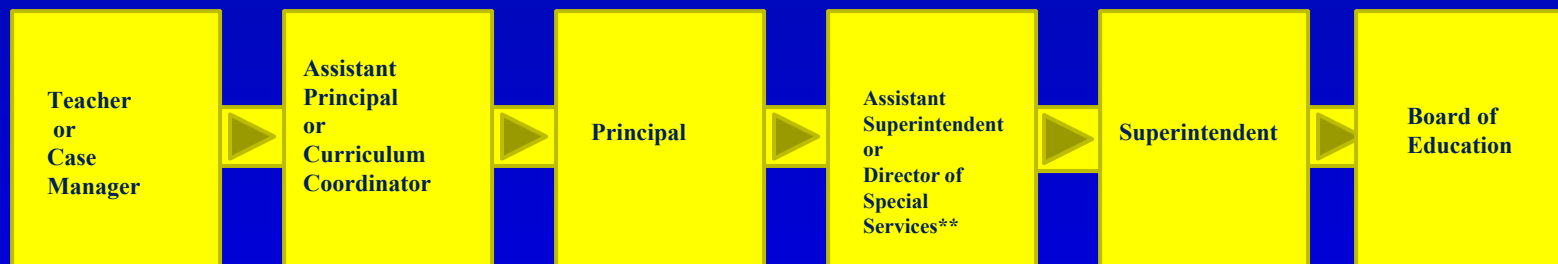 Teacher
or
Case
Manager
Assistant
Principal
or
Curriculum
Coordinator
Principal
Assistant
Superintendent
or
Director of
Special
Services**
Superintendent
Board of
Education